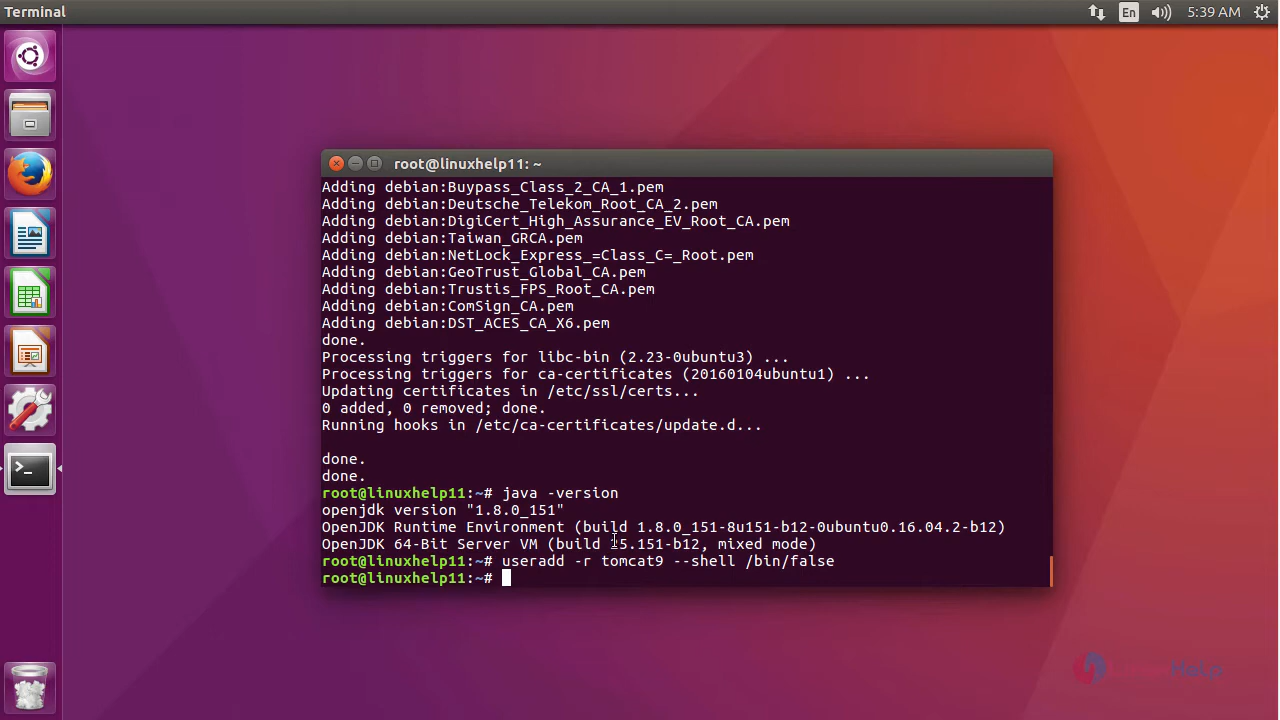 Terminal
En
5:39 AM
root@linuxhelp11: ~
Adding debian:Buypass_Class_2_CA_1.pem
Adding debian:Deutsche_Telekom_Root_CA_2.pem
Adding debian:DigiCert_High_Assurance_EV_Root_CA.pem
Adding debian:Taiwan_GRCA.pem
Adding debian:NetLock_Express_=Class_C=_Root.pem
Adding debian:GeoTrust_Global_CA.pem
Adding debian:Trustis_FPS_Root_CA.pem
Adding debian:ComSign_CA.pem
Adding debian:DST_ACES_CA_X6.pem
done.
Processing triggers for libc-bin (2.23-0ubuntu3) ...
Processing triggers for ca-certificates (20160104ubuntu1) ...
Updating certificates in /etc/ssl/certs...
0 added, 0 removed; done.
Running hooks in /etc/ca-certificates/update.d...
done.
done.
root@linuxhelp11:~# java -version
openjdk version "1.8.0_151"
OpenJDK Runtime Environment (build 1.8.0_151-8u151-b12-0ubuntu0.16.04.2-b12)
OpenJDK 64-Bit Server VM (build 25.151-b12, mixed mode)
root@linuxhelp11:~# useradd -r tomcat9 --shell /bin/false
root@linuxhelp11:~#